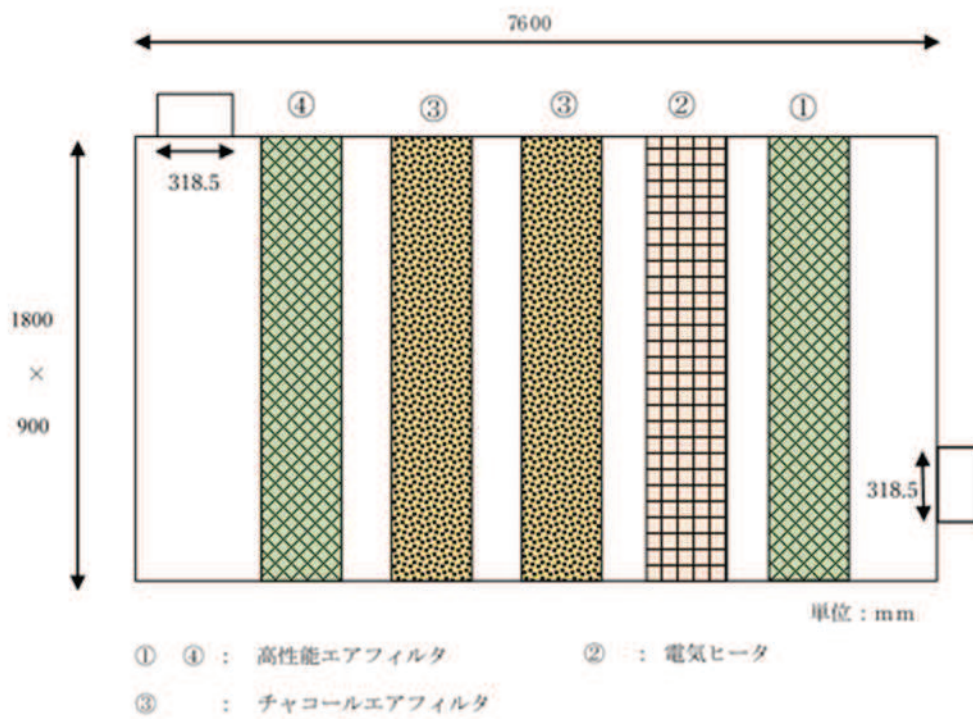 7600
④ ③ ③ ② ①
318.5
1800
×
900
318.5
単位:mm
① ④ : 高性能エアフィルタ ② : 電気ヒータ
③ : チャコールエアフィルタ